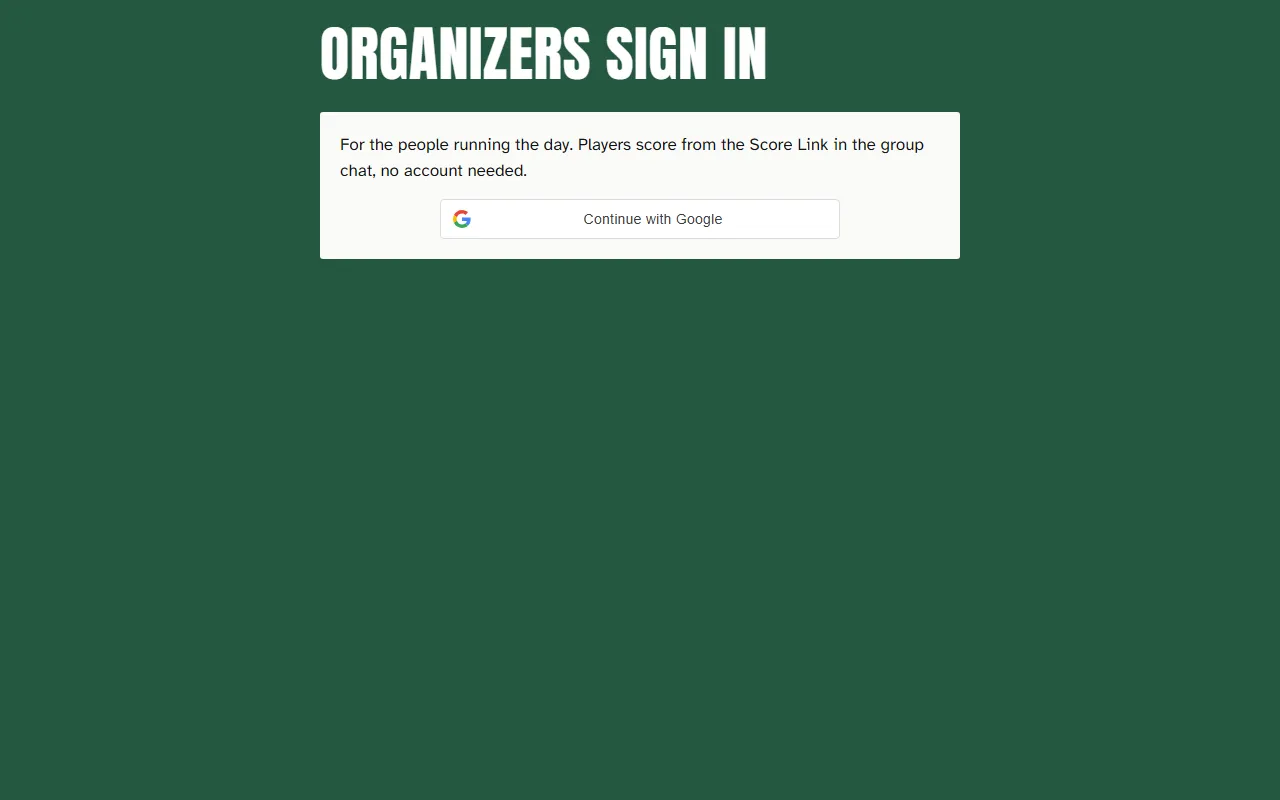 ORGANIZERS SIGN IN
For the people running the day. Players score from the Score Link in the group
chat, no account needed.
Continue with Google